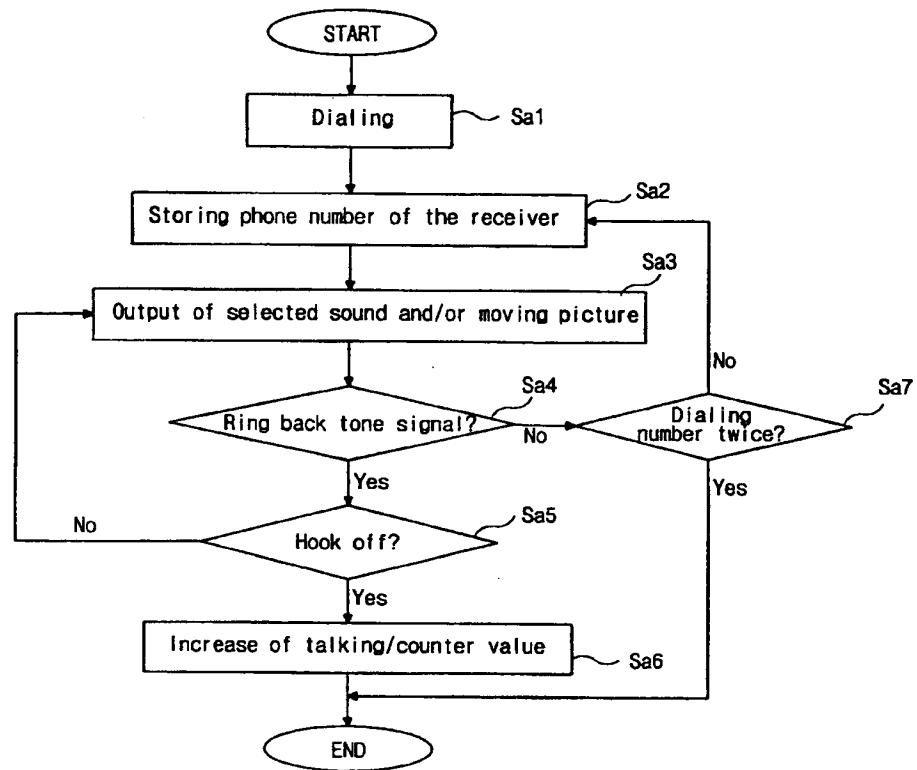 START
Dialing
Sa1
Sa2
Storing phone number of the receiver
Sa3
Output of selected sound and/or moving picture
No
Sa4
Sa7
Ring back tone signal?
No
Dialing
number twice?
Yes
Yes
Sa5
No
Hook off?
Yes
Increase of talking/counter value
Sa6
END